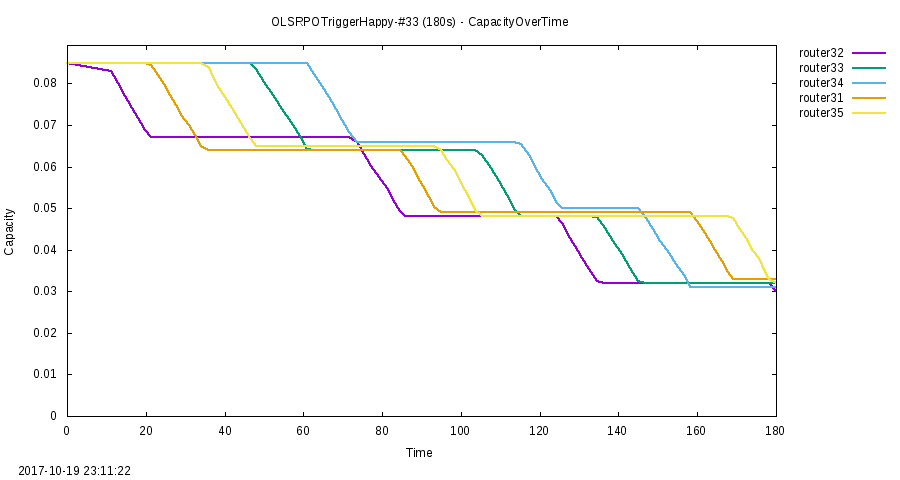 OLSRPOTriggerHappy-#33 (180s) - CapacityOverTime
router32
router33
router34
router31
router35
0.08
0.07
0.06
0.05
0.04
0.03
0.02
0.01
0
Capacity
0 20 40 60 80 100 120 140 160 180
Time
2017-10-19 23:11:22